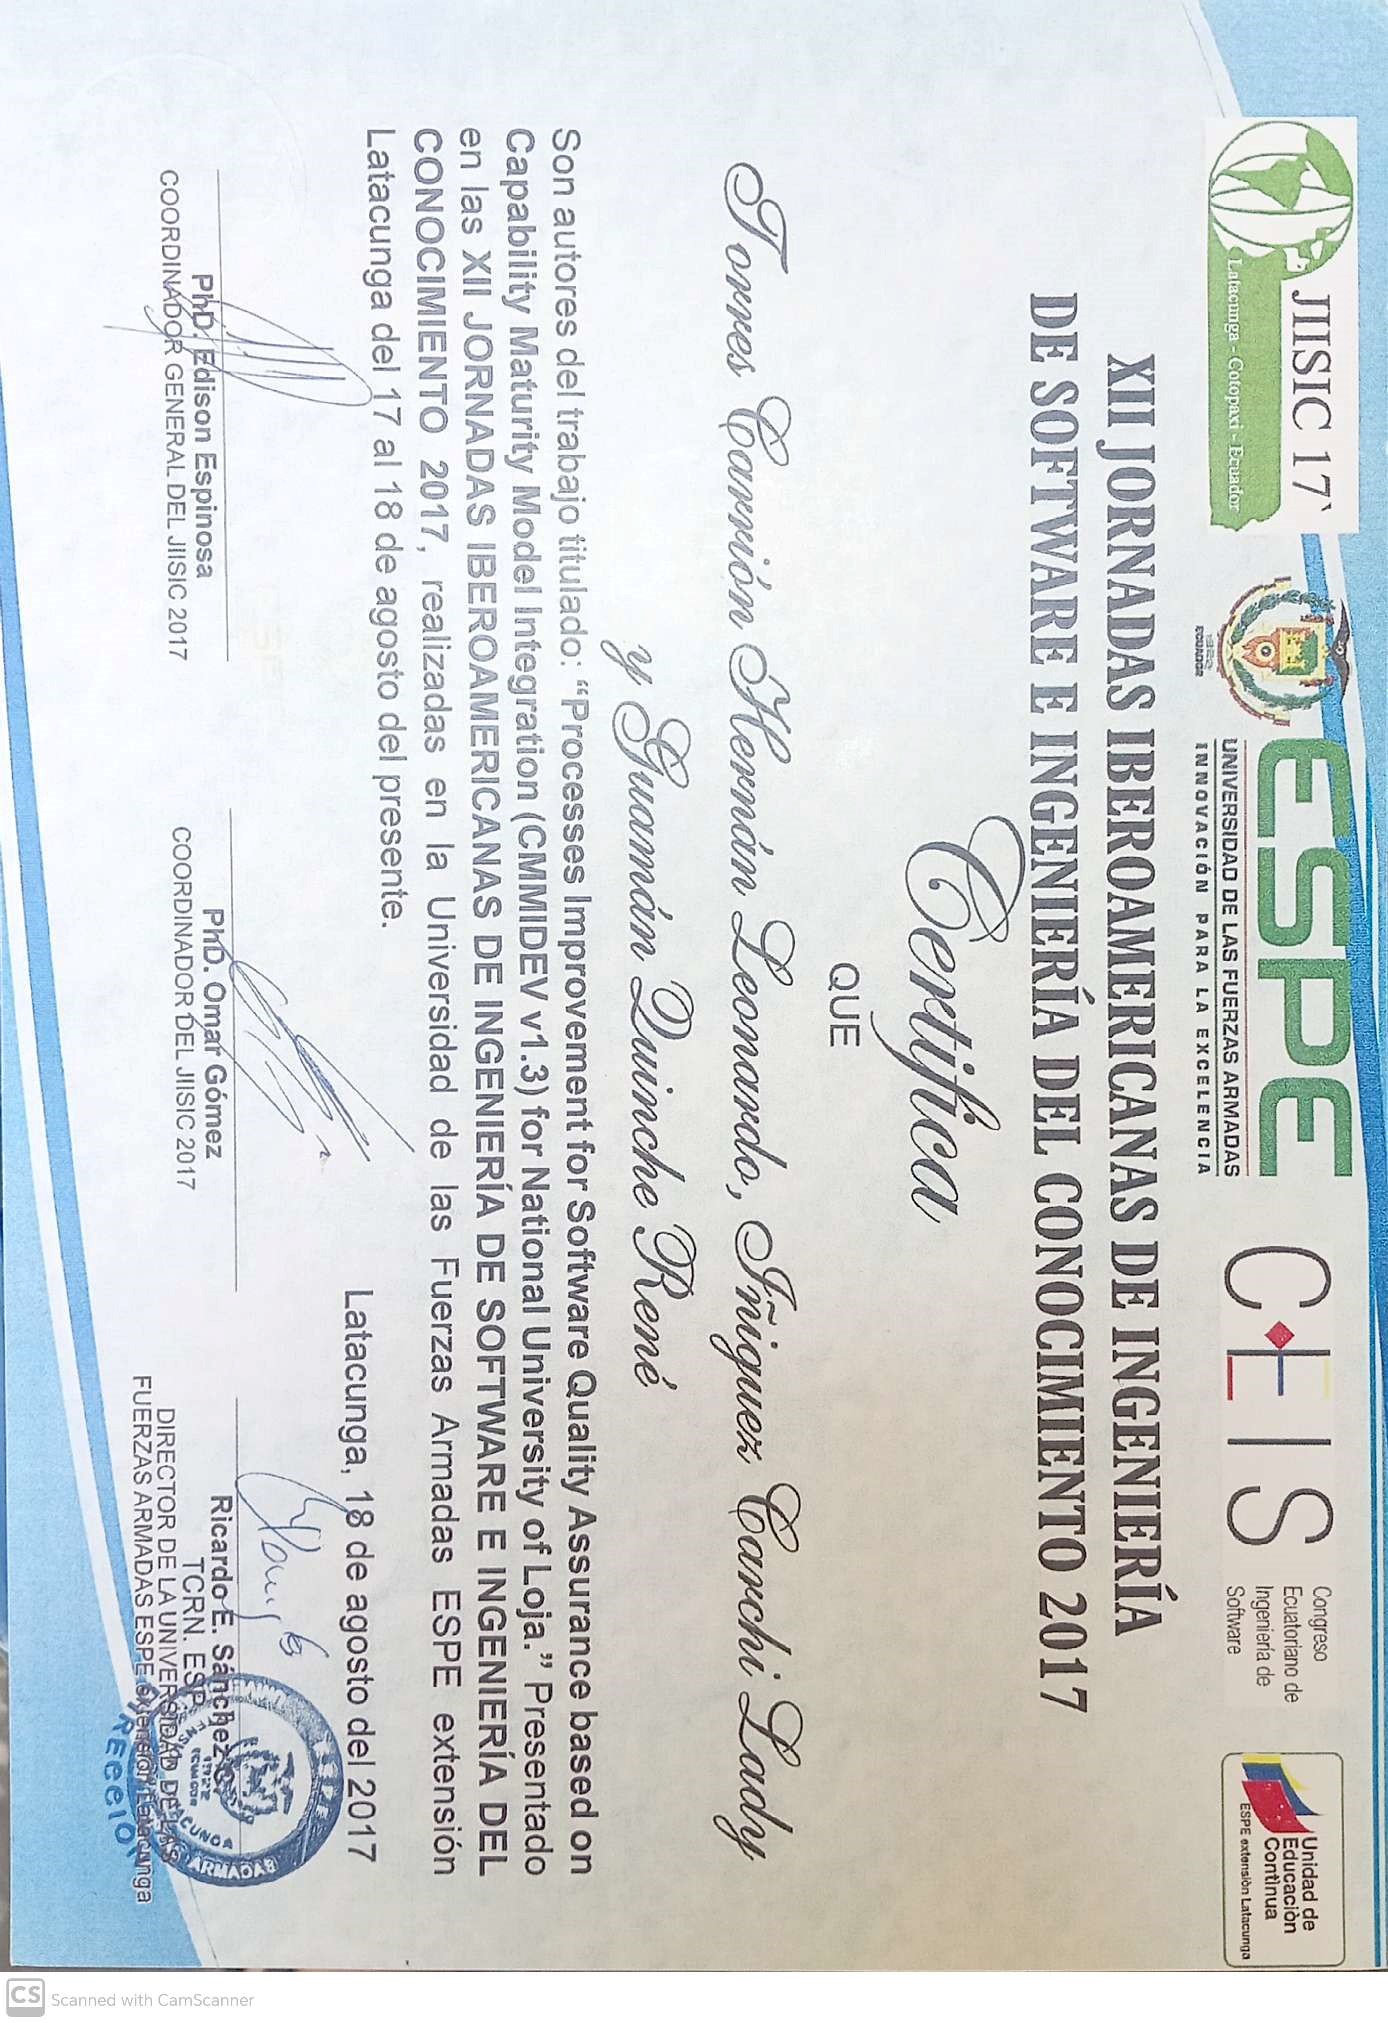 JIISIC 17`
Latacunga - Cotopaxi - Ecuador
1922
ECUADOR
ESPE
UNIVERSIDAD DE LAS FUERZAS ARMADAS
INNOVACIÓN PARA LA EXCELENCIA
CEIS
Congreso
Ecuatoriano de
Ingeniería de
Software
Unidad de
Educación
Continua
ESPE extensión Latacunga
XII JORNADAS IBEROAMERICANAS DE INGENIERÍA
DE SOFTWARE E INGENIERÍA DEL CONOCIMIENTO 2017
Certifica
QUE
Torres Carrión Hernán Leonardo, Iñiguez Carchi Lady
y Guamán Quinche René
Son autores del trabajo titulado: “Processes Improvement for Software Quality Assurance based on
Capability Maturity Model Integration (CMMIDEV v1.3) for National University of Loja.” Presentado
en las XII JORNADAS IBEROAMERICANAS DE INGENIERÍA DE SOFTWARE E INGENIERÍA DEL
CONOCIMIENTO 2017, realizadas en la Universidad de las Fuerzas Armadas ESPE extensión
Latacunga del 17 al 18 de agosto del presente.
Latacunga, 18 de agosto del 2017
PhD. Edison Espinosa
COORDINADOR GENERAL DEL JIISIC 2017
PhD. Omar Gómez
COORDINADOR DEL JIISIC 2017
Ricardo E. Sánchez
TCRN. ESP.
DIRECTOR DE LA UNIVERSIDAD DE LAS
FUERZAS ARMADAS ESPE extensión Latacunga
CS Scanned with CamScanner